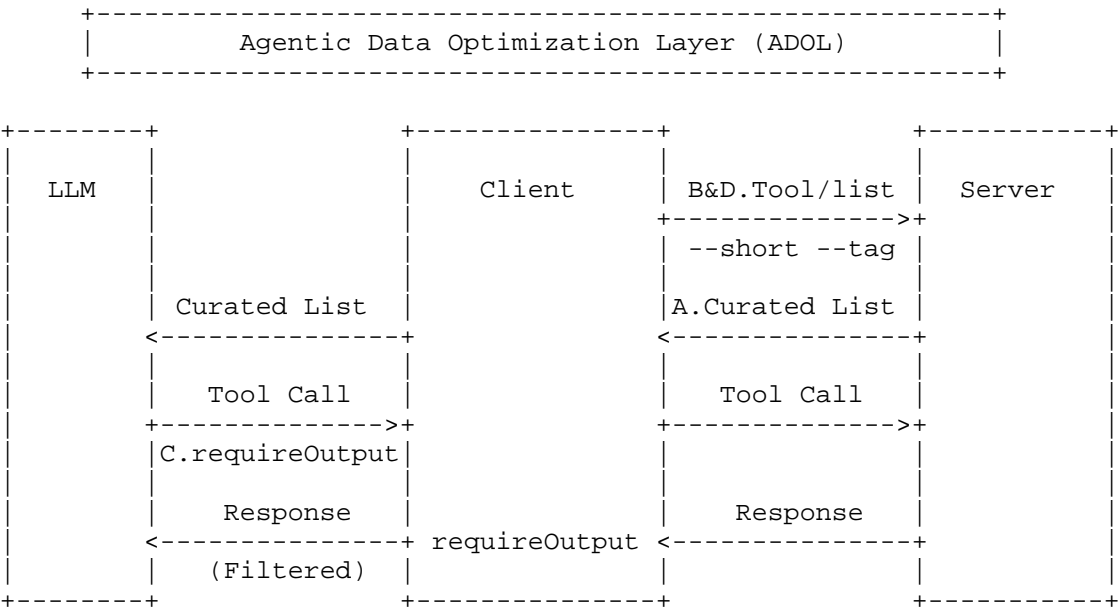 Agentic Data Optimization Layer (ADOL)
LLM Client B&D.Tool/list Server
--short --tag
Curated List A.Curated List
Tool Call Tool Call
C.requireOutput
Response Response
requireOutput
(Filtered)